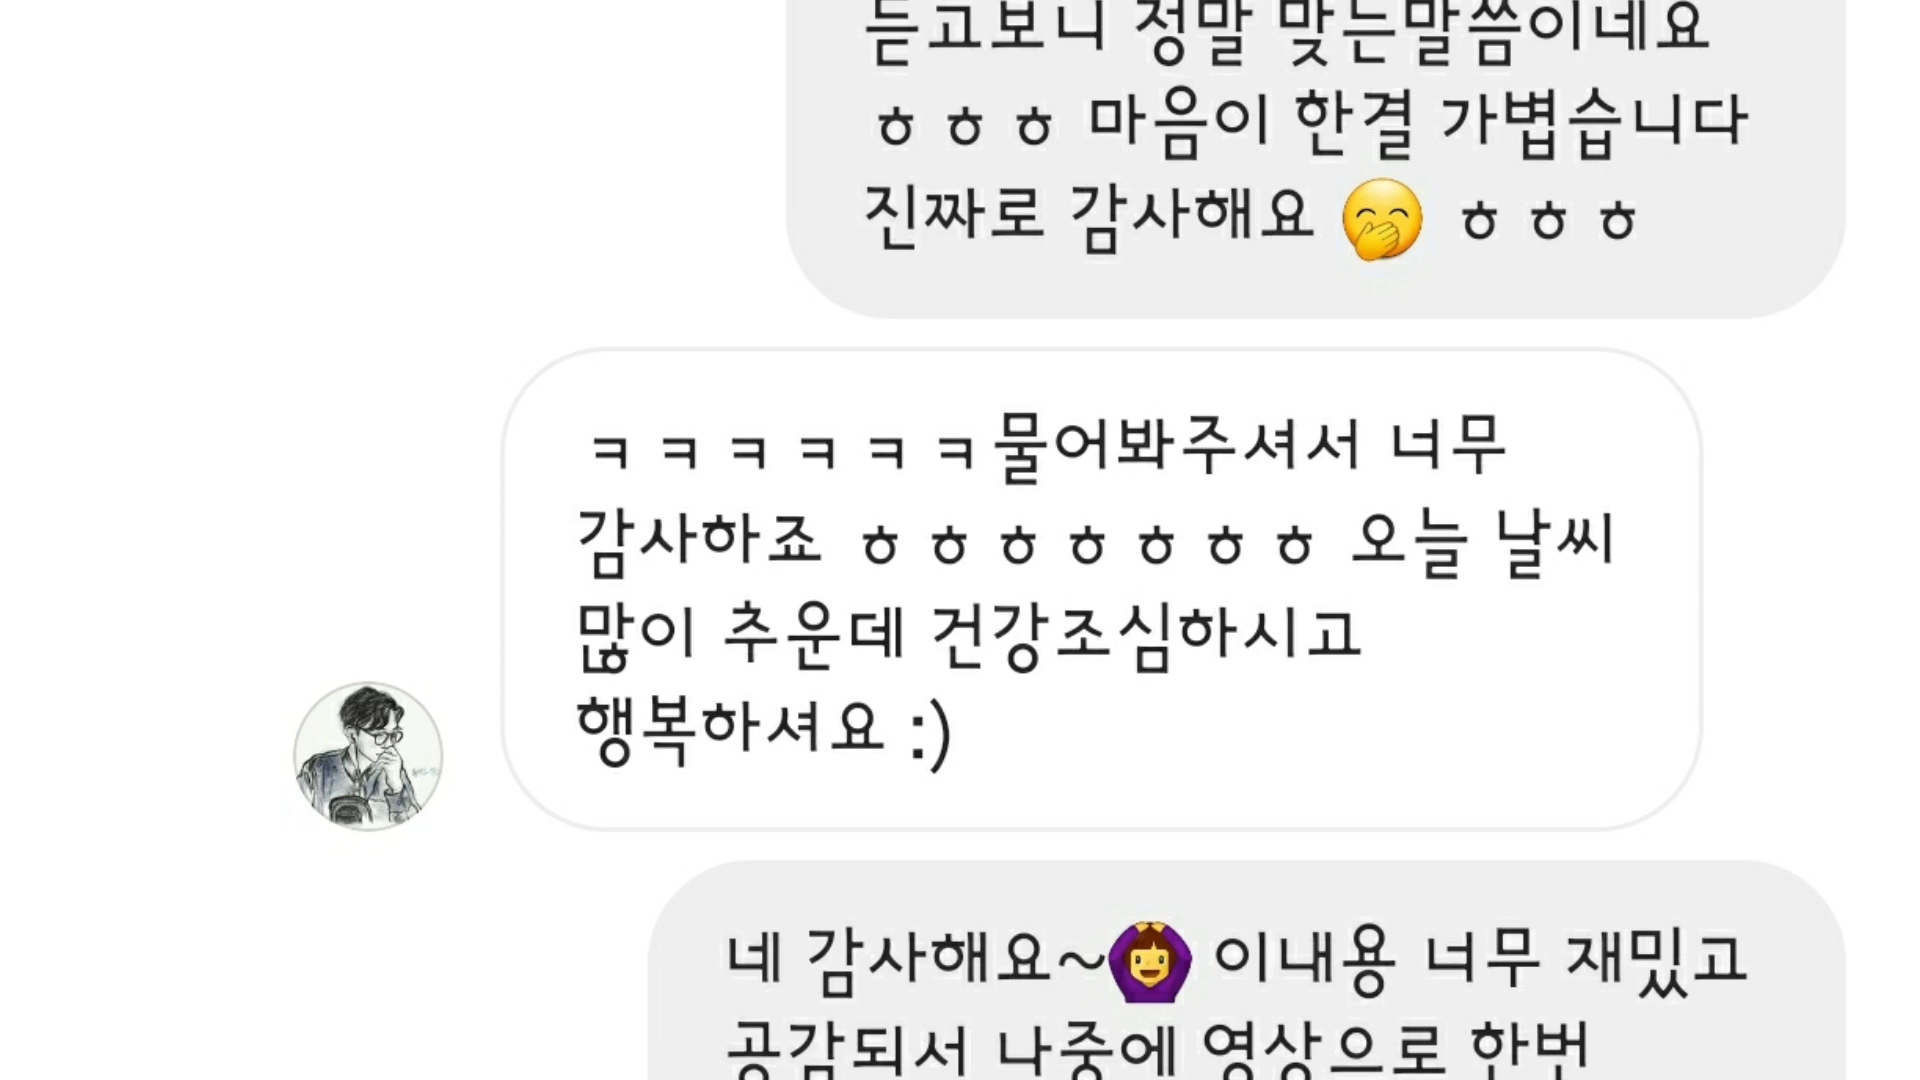 듣고보니 정말 맞는말씀이네요
ㅎㅎㅎ 마음이 한결 가볍습니다
진짜로 감사해요 🤭 ㅎㅎㅎ
ㅋㅋㅋㅋㅋㅋ물어봐주셔서 너무
감사하죠 ㅎㅎㅎㅎㅎㅎㅎ 오늘 날씨
많이 추운데 건강조심하시고
행복하셔요 :)
네 감사해요~🙆‍♀️ 이내용 너무 재밌고
공감되서 나중에 영상으로 한번